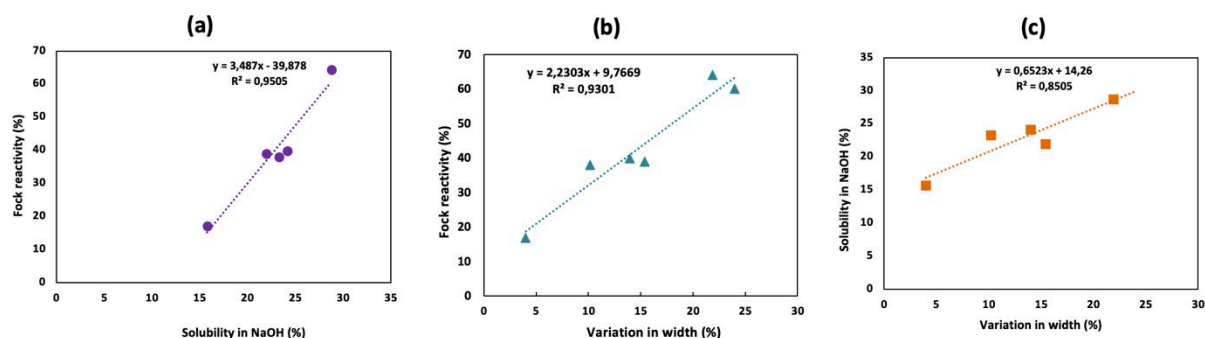 (a)
y = 3,487x - 39,878
R² = 0,9505
Fock reactivity (%)
70
60
50
40
30
20
10
0
0 5 10 15 20 25 30 35
Solubility in NaOH (%)
(b)
y = 2,2303x + 9,7669
R² = 0,9301
Fock reactivity (%)
70
60
50
40
30
20
10
0
0 5 10 15 20 25 30
Variation in width (%)
(c)
y = 0,6523x + 14,26
R² = 0,8505
Solubility in NaOH (%)
35
30
25
20
15
10
5
0
0 5 10 15 20 25 30
Variation in width (%)